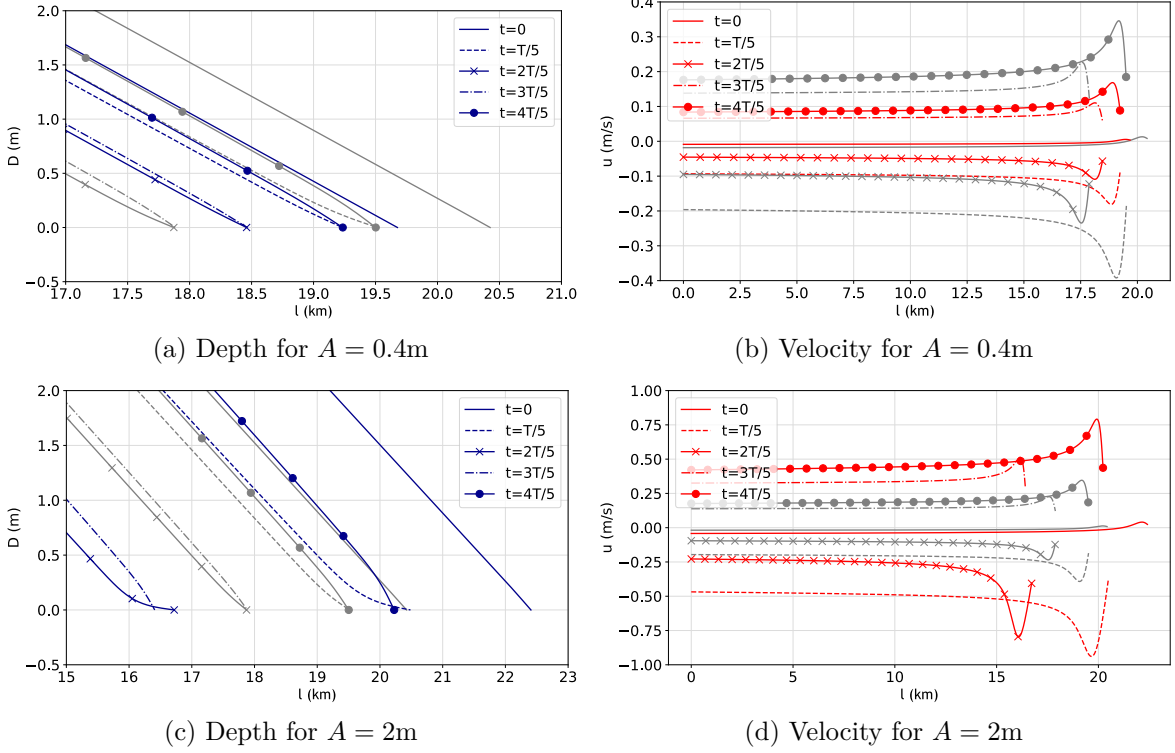 2.0
1.5
1.0
0.5
0.0
−0.5
D (m)
17.0 17.5 18.0 18.5 19.0 19.5 20.0 20.5 21.0
l (km)
t=0
t=T/5
t=2T/5
t=3T/5
t=4T/5
(a) Depth for A = 0.4m
0.4
0.3
0.2
0.1
0.0
−0.1
−0.2
−0.3
−0.4
u (m/s)
0.0 2.5 5.0 7.5 10.0 12.5 15.0 17.5 20.0
l (km)
t=0
t=T/5
t=2T/5
t=3T/5
t=4T/5
(b) Velocity for A = 0.4m
2.0
1.5
1.0
0.5
0.0
−0.5
D (m)
15 16 17 18 19 20 21 22 23
l (km)
t=0
t=T/5
t=2T/5
t=3T/5
t=4T/5
(c) Depth for A = 2m
1.00
0.75
0.50
0.25
0.00
−0.25
−0.50
−0.75
−1.00
u (m/s)
0 5 10 15 20
l (km)
t=0
t=T/5
t=2T/5
t=3T/5
t=4T/5
(d) Velocity for A = 2m